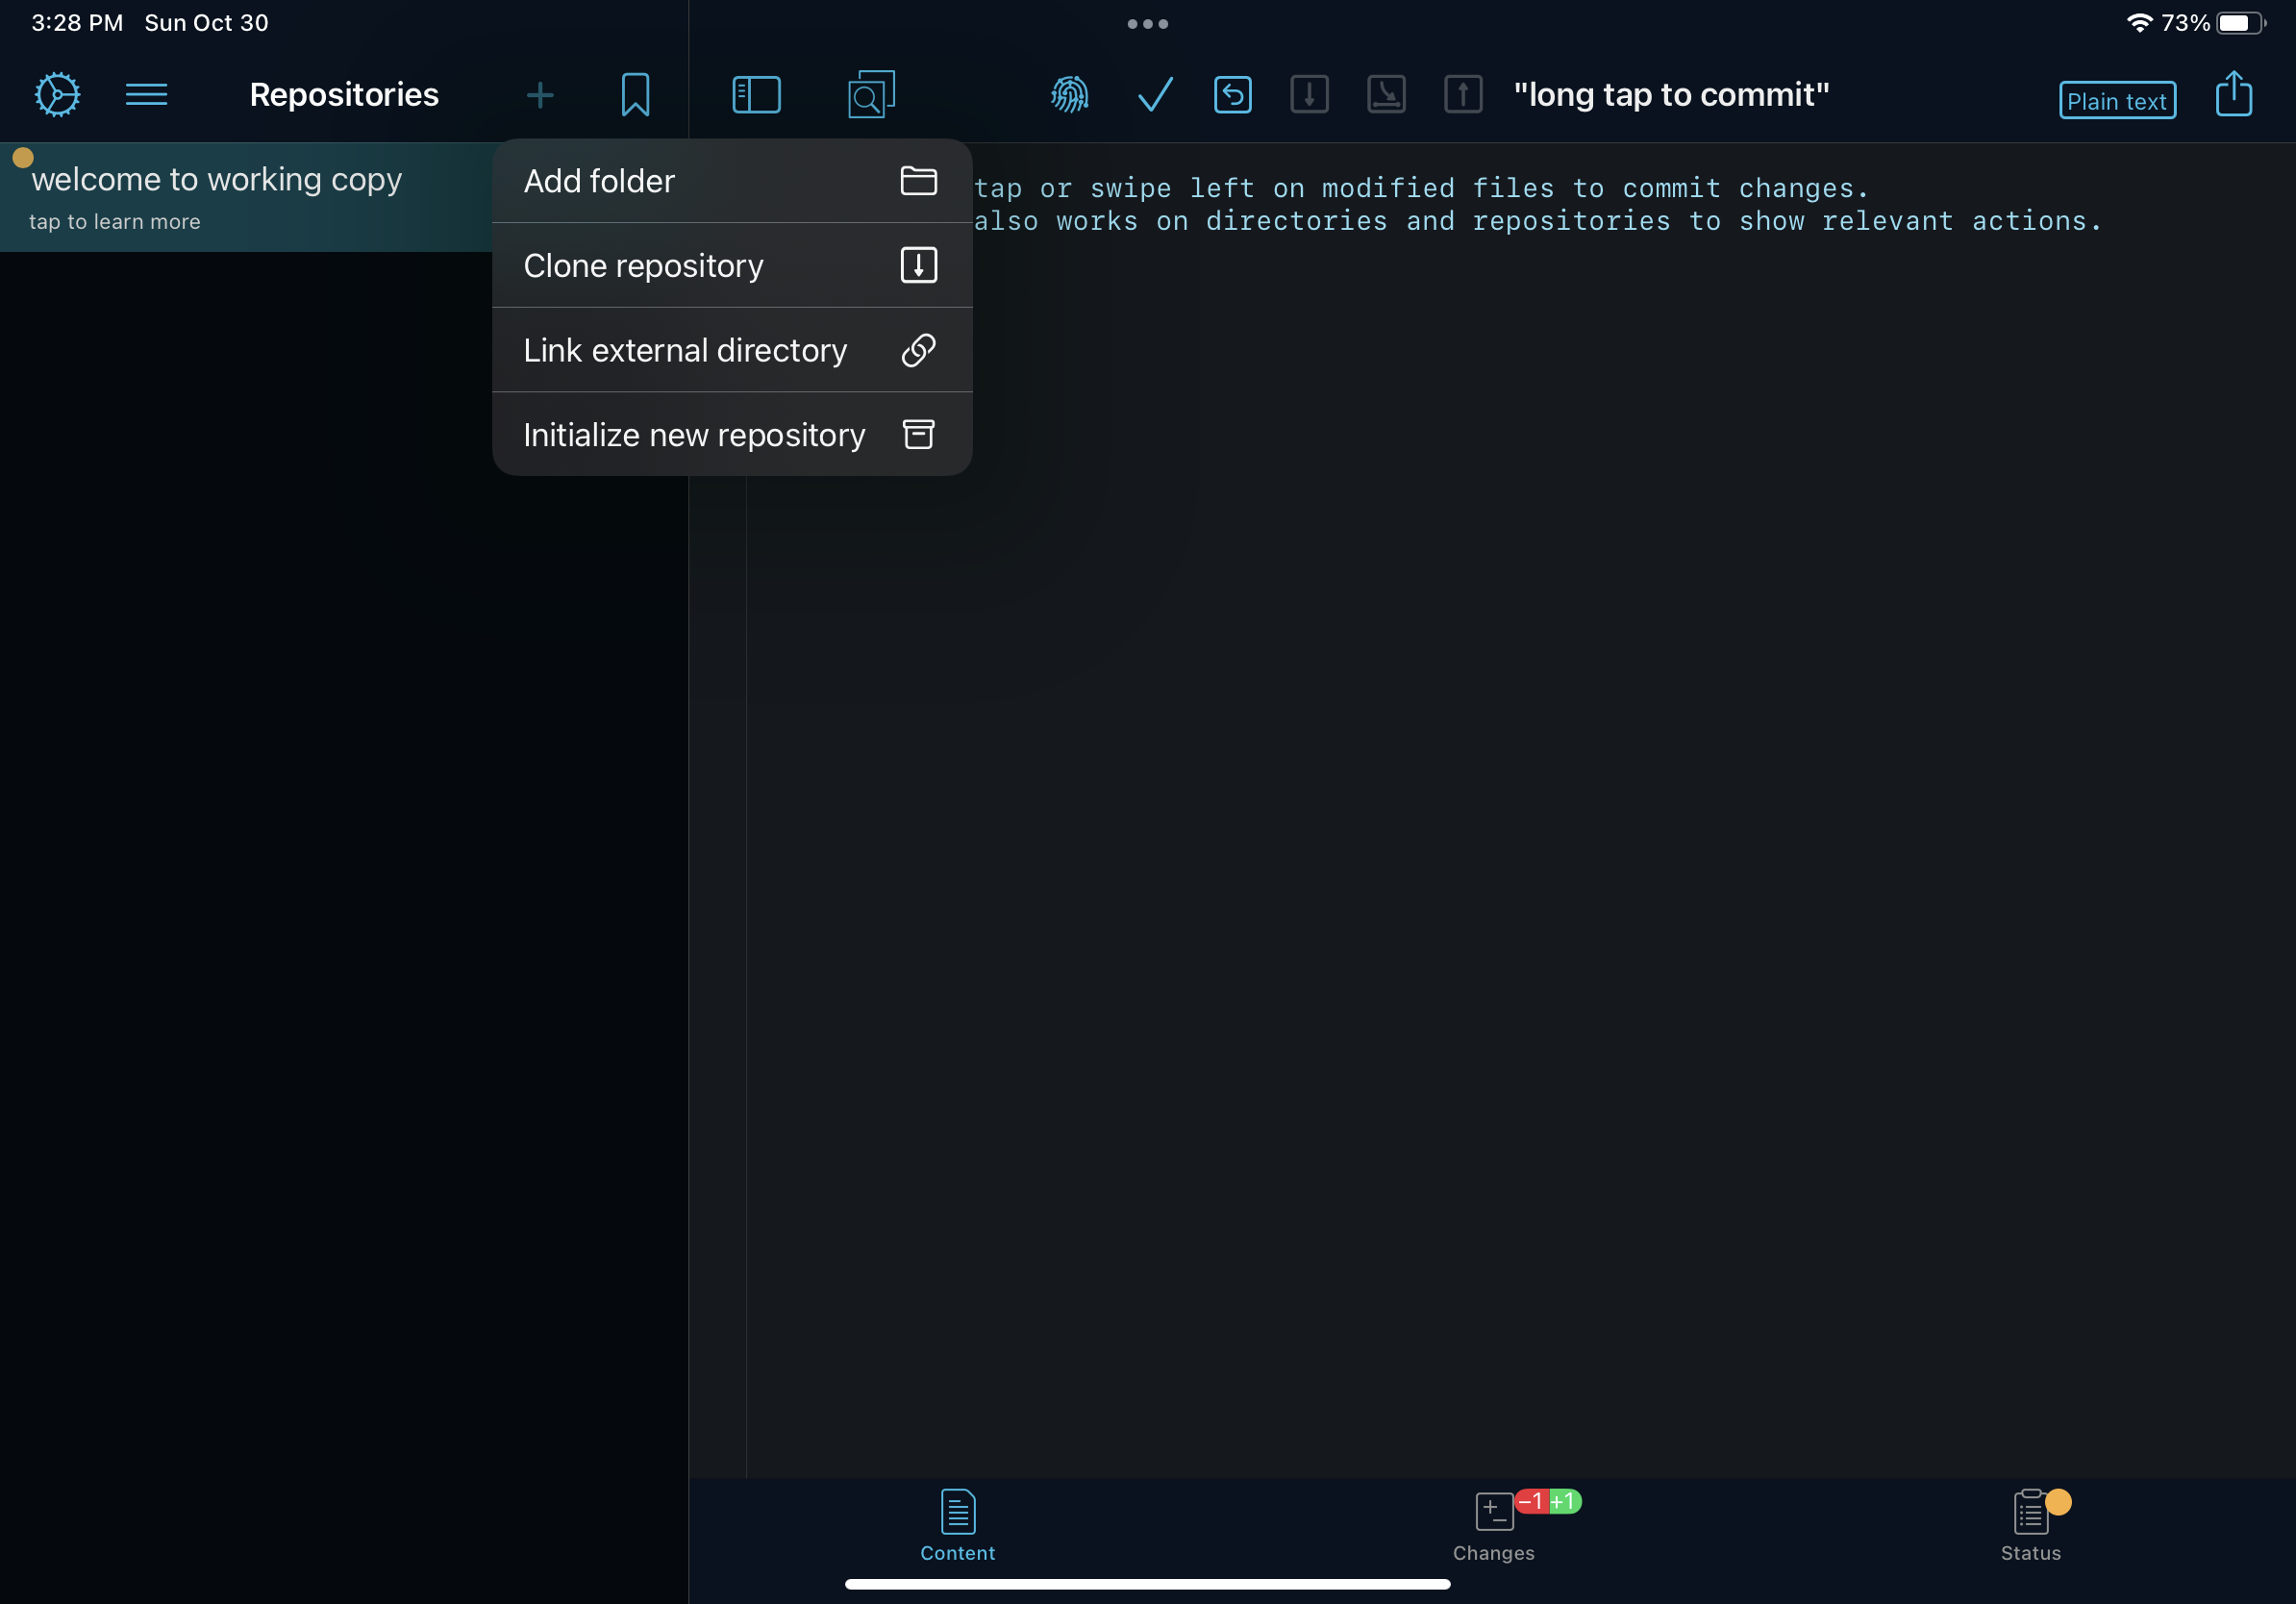 3:28 PM Sun Oct 30
73%
Repositories
"long tap to commit"
Plain text
welcome to working copy
tap to learn more
Add folder
Clone repository
Link external directory
Initialize new repository
tap or swipe left on modified files to commit changes.
also works on directories and repositories to show relevant actions.
Content
Changes
−1 +1
Status